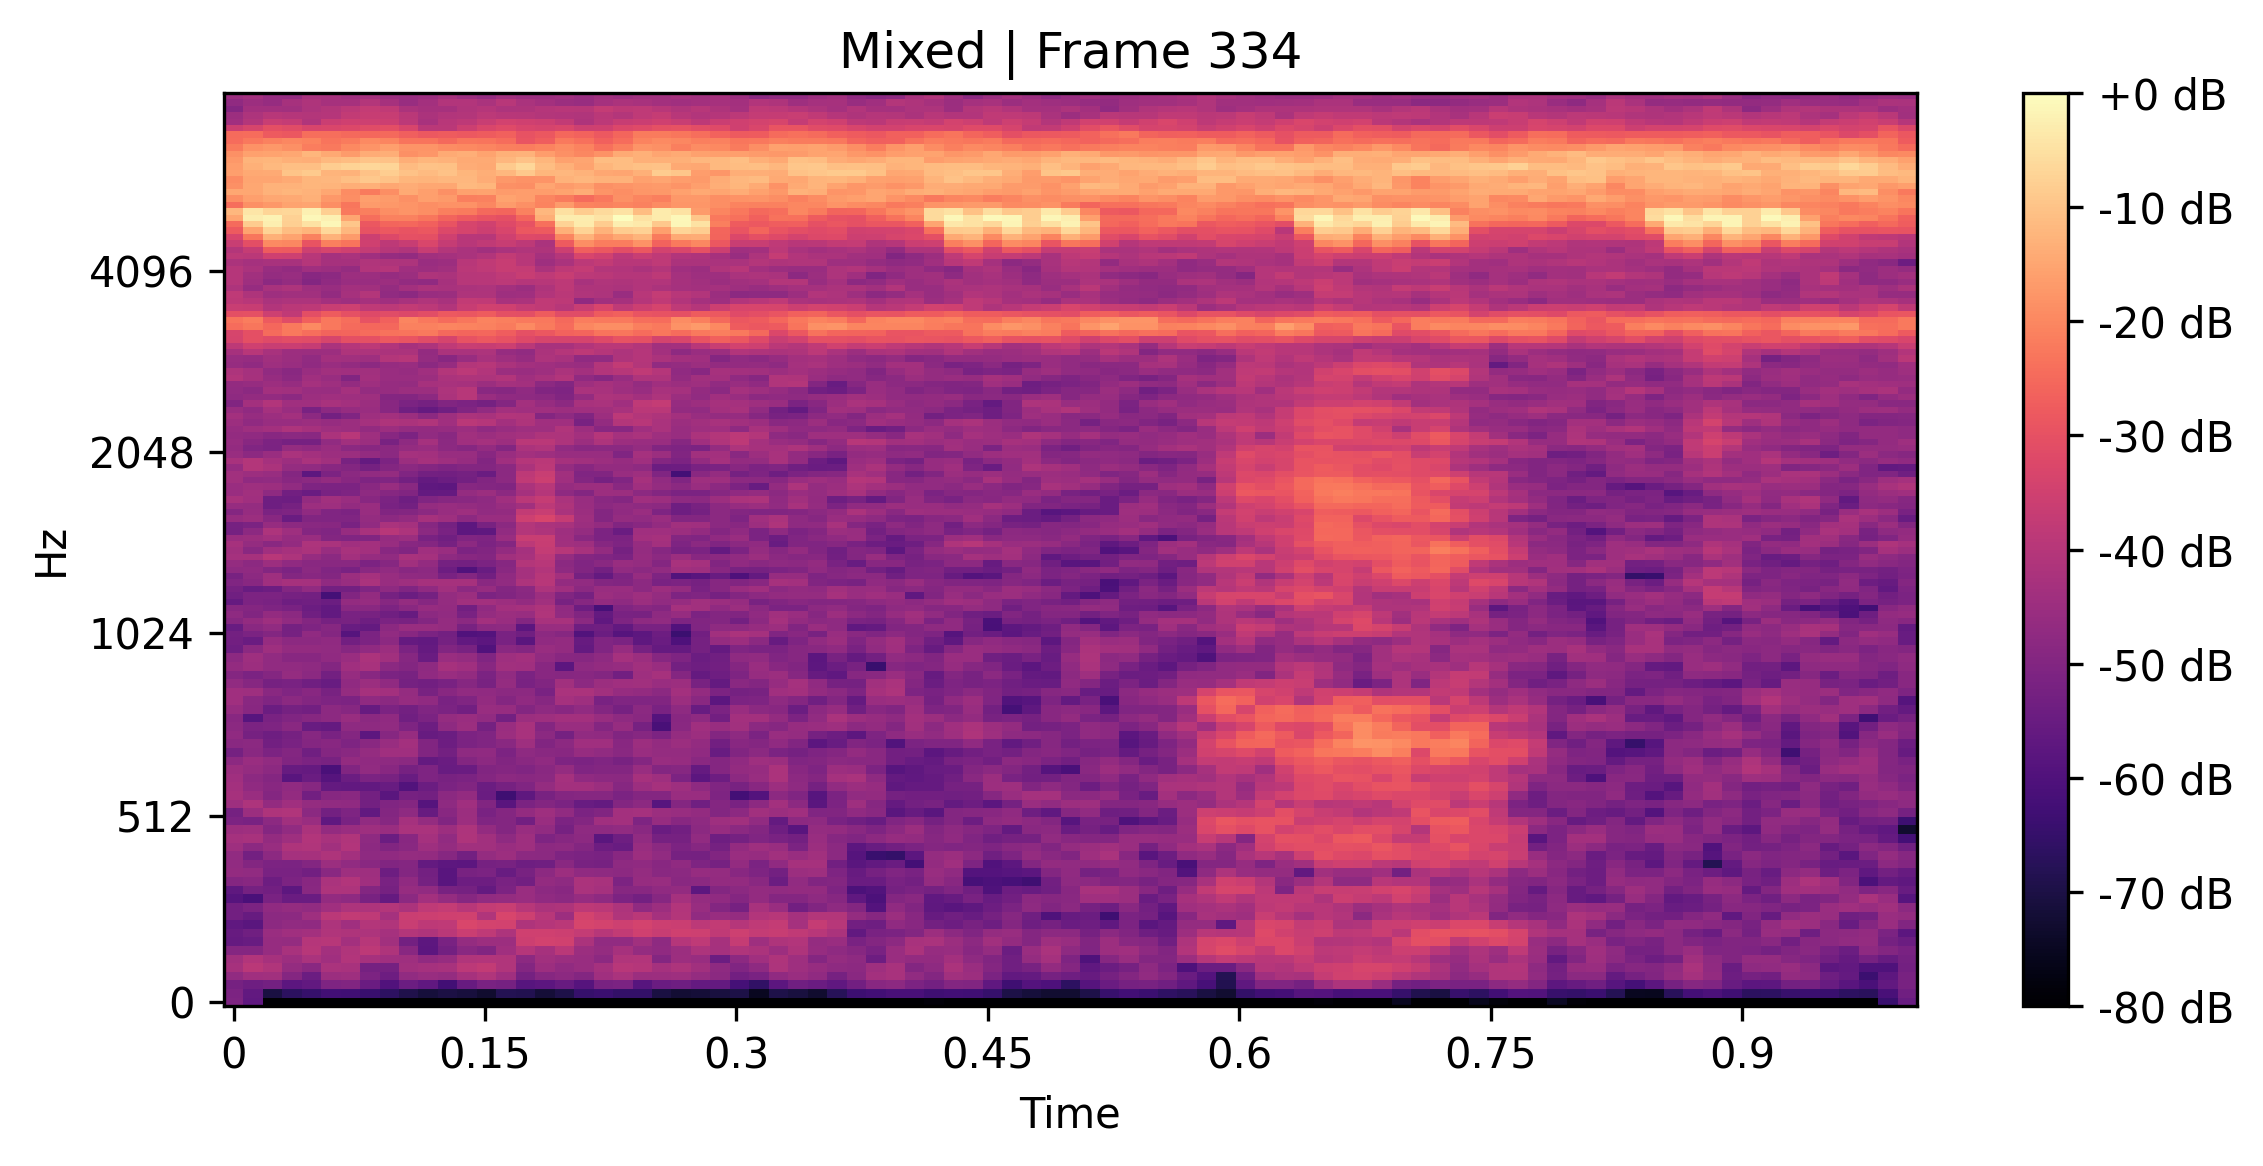 Mixed | Frame 334
Hz
4096
2048
1024
512
0
0 0.15 0.3 0.45 0.6 0.75 0.9
Time
+0 dB
-10 dB
-20 dB
-30 dB
-40 dB
-50 dB
-60 dB
-70 dB
-80 dB